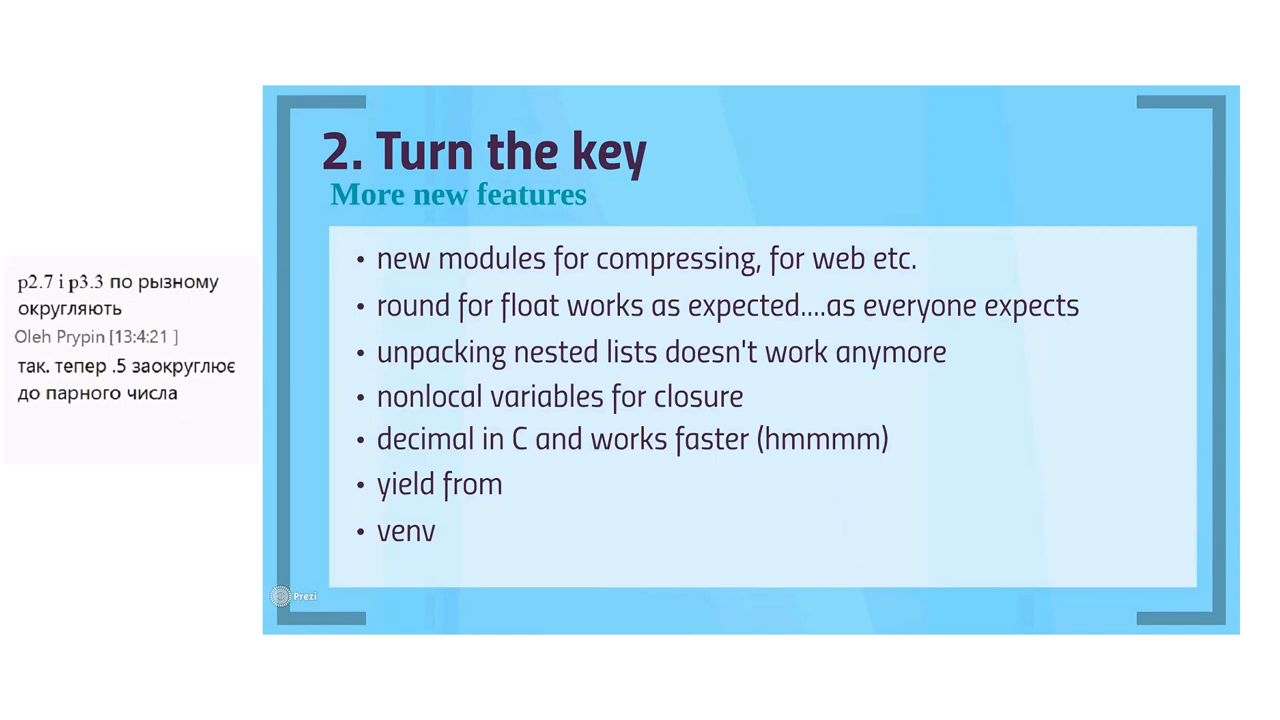 p2.7 і p3.3 по рызному
округляють
Oleh Prypin [13:4:21 ]
так. тепер .5 заокруглює
до парного числа
2. Turn the key
More new features
• new modules for compressing, for web etc.
• round for float works as expected....as everyone expects
• unpacking nested lists doesn't work anymore
• nonlocal variables for closure
• decimal in C and works faster (hmmmm)
• yield from
• venv
Prezi